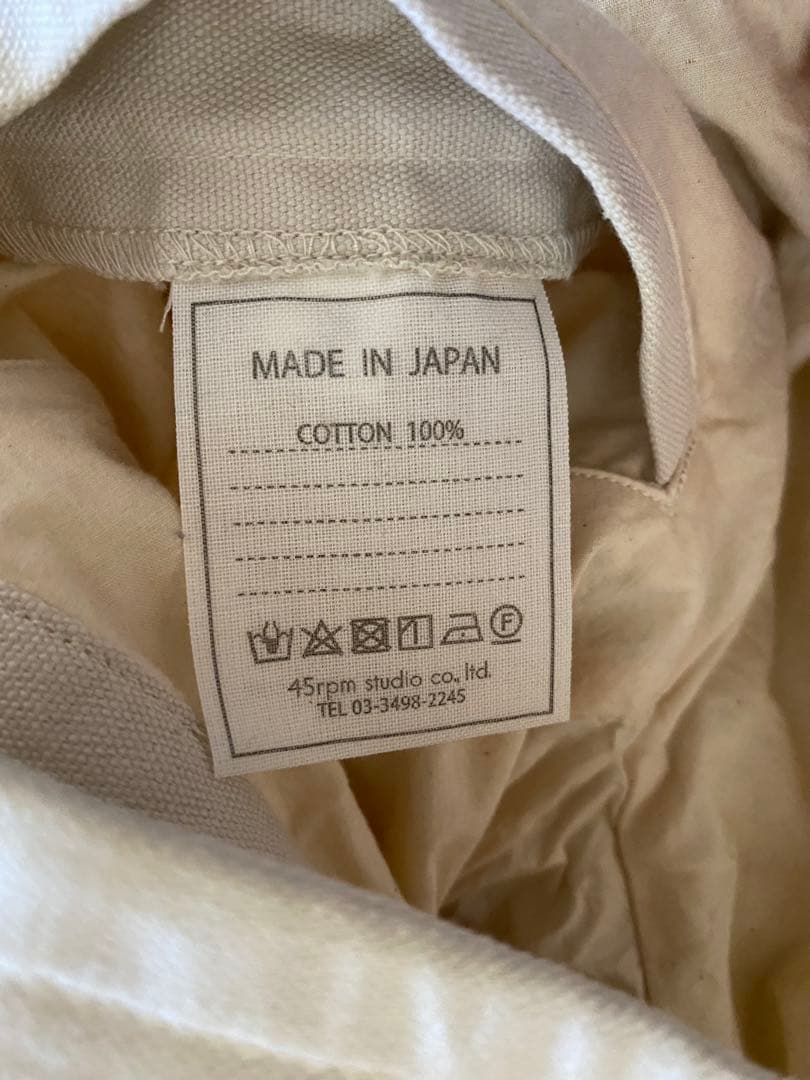 MADE IN JAPAN
COTTON 100%
F
45rpm studio co., ltd.
TEL 03-3498-2245